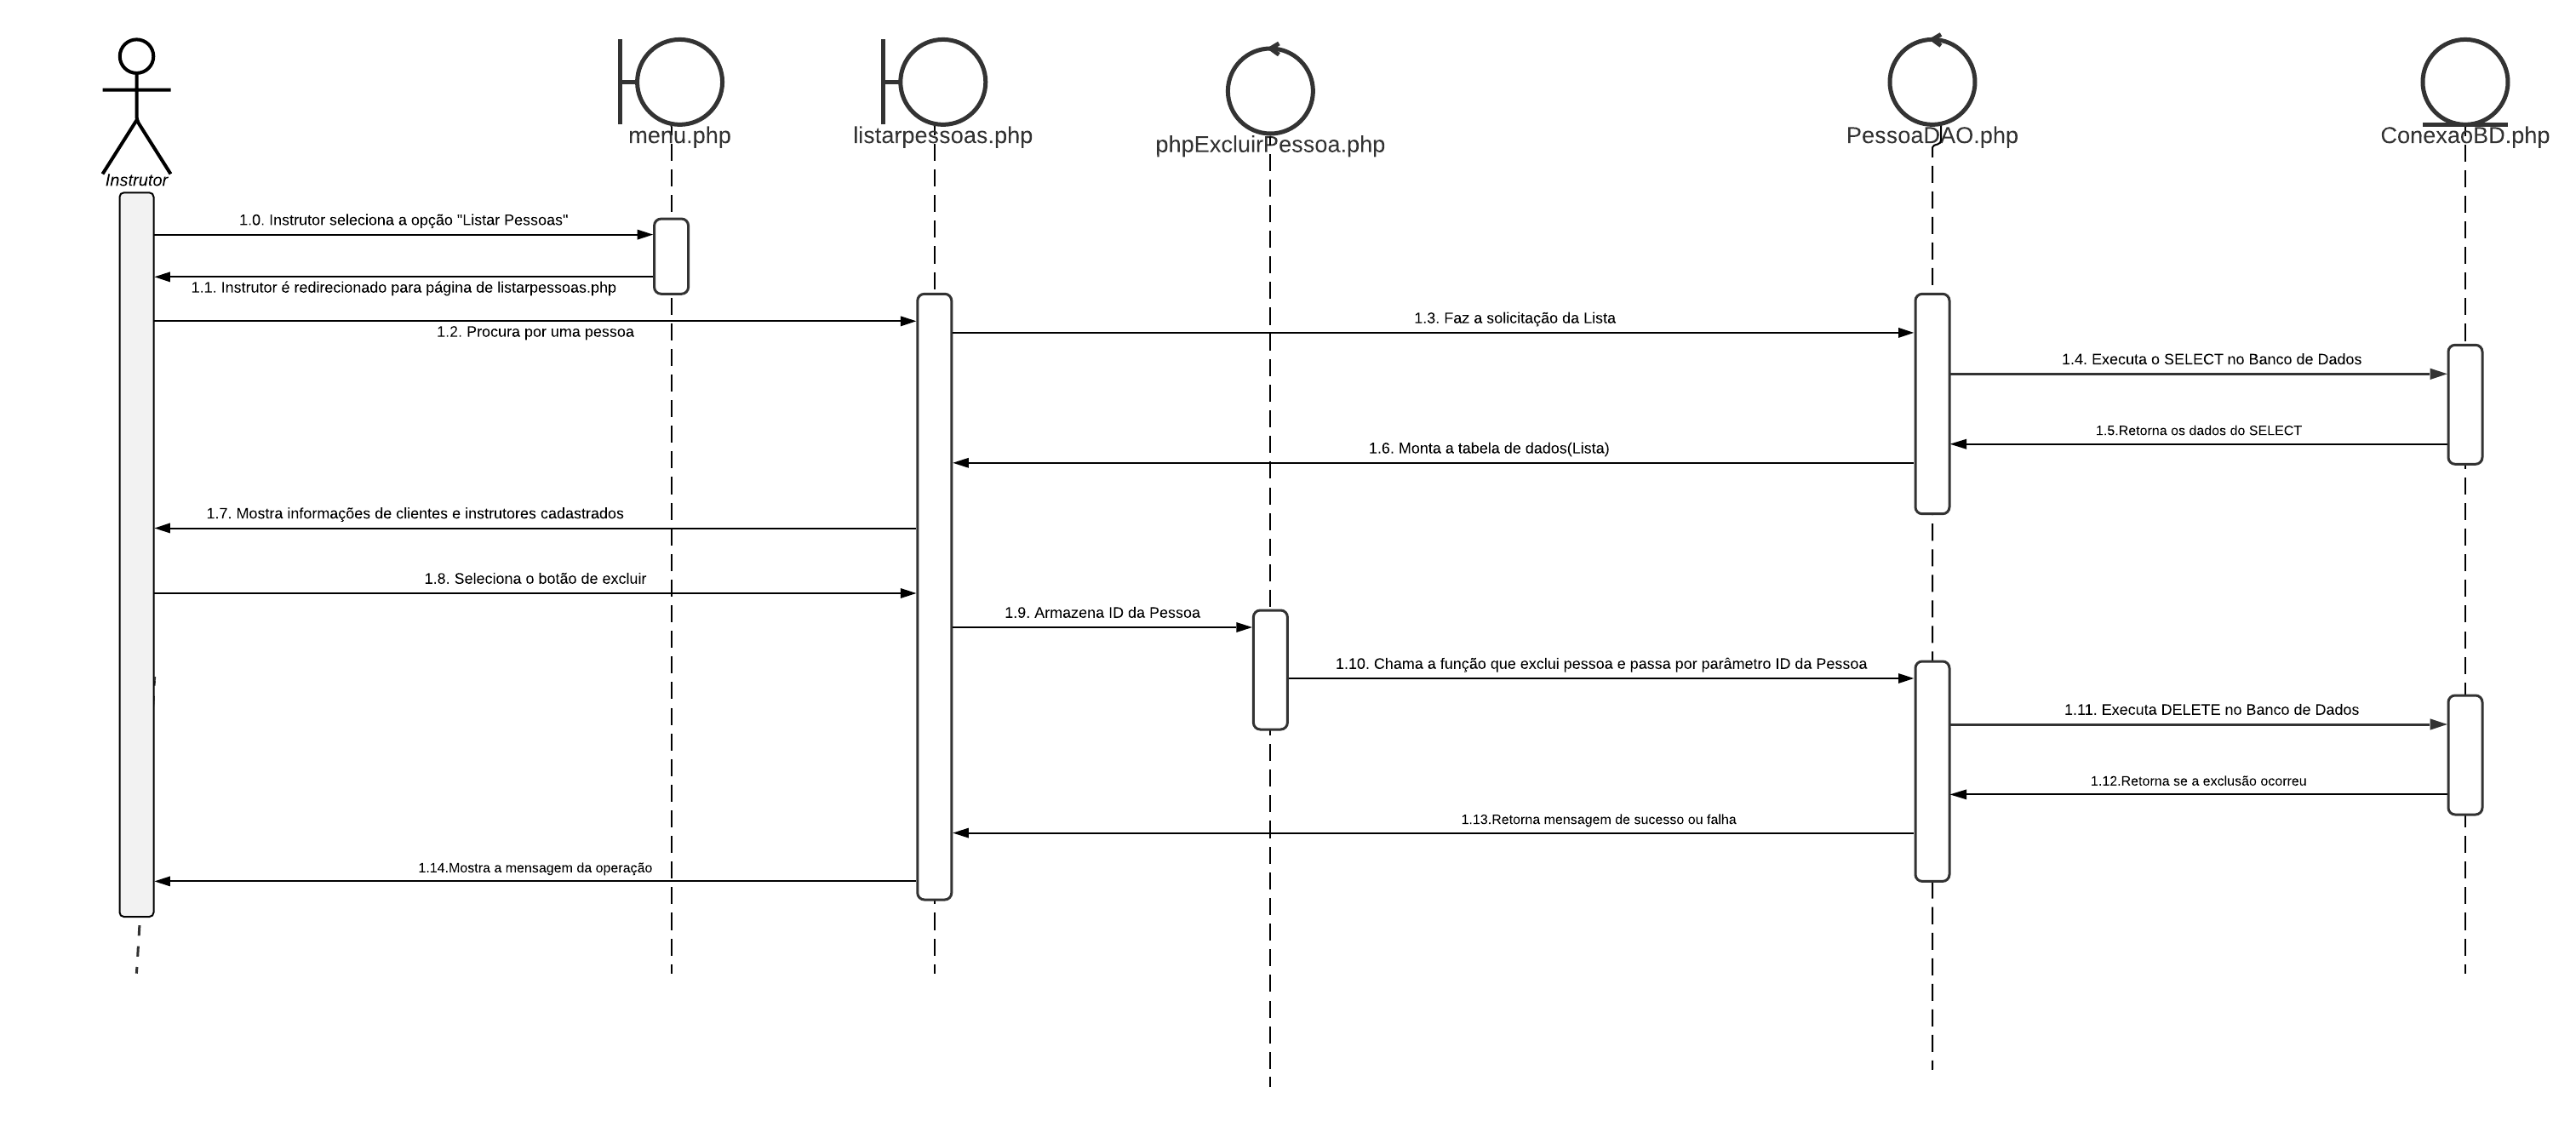 menu.php
listarpessoas.php
phpExcluirPessoa.php
PessoaDAO.php
ConexaoBD.php
Instrutor
1.0. Instrutor seleciona a opção "Listar Pessoas"
1.1. Instrutor é redirecionado para página de listarpessoas.php
1.2. Procura por uma pessoa
1.3. Faz a solicitação da Lista
1.4. Executa o SELECT no Banco de Dados
1.5.Retorna os dados do SELECT
1.6. Monta a tabela de dados(Lista)
1.7. Mostra informações de clientes e instrutores cadastrados
1.8. Seleciona o botão de excluir
1.9. Armazena ID da Pessoa
1.10. Chama a função que exclui pessoa e passa por parâmetro ID da Pessoa
1.11. Executa DELETE no Banco de Dados
1.12.Retorna se a exclusão ocorreu
1.13.Retorna mensagem de sucesso ou falha
1.14.Mostra a mensagem da operação